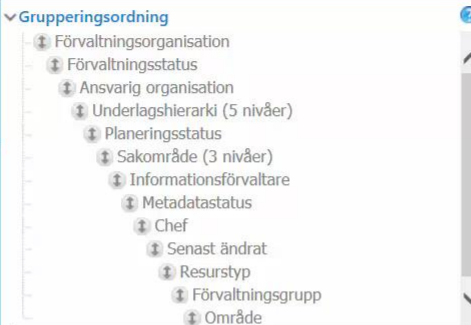 Grupperingsordning
Förvaltningsorganisation
Förvaltningsstatus
Ansvarig organisation
Underlagshierarki (5 nivåer)
Planeringsstatus
Sakområde (3 nivåer)
Informationsförvaltare
Metadatastatus
Chef
Senast ändrat
Resurstyp
Förvaltningsgrupp
Område